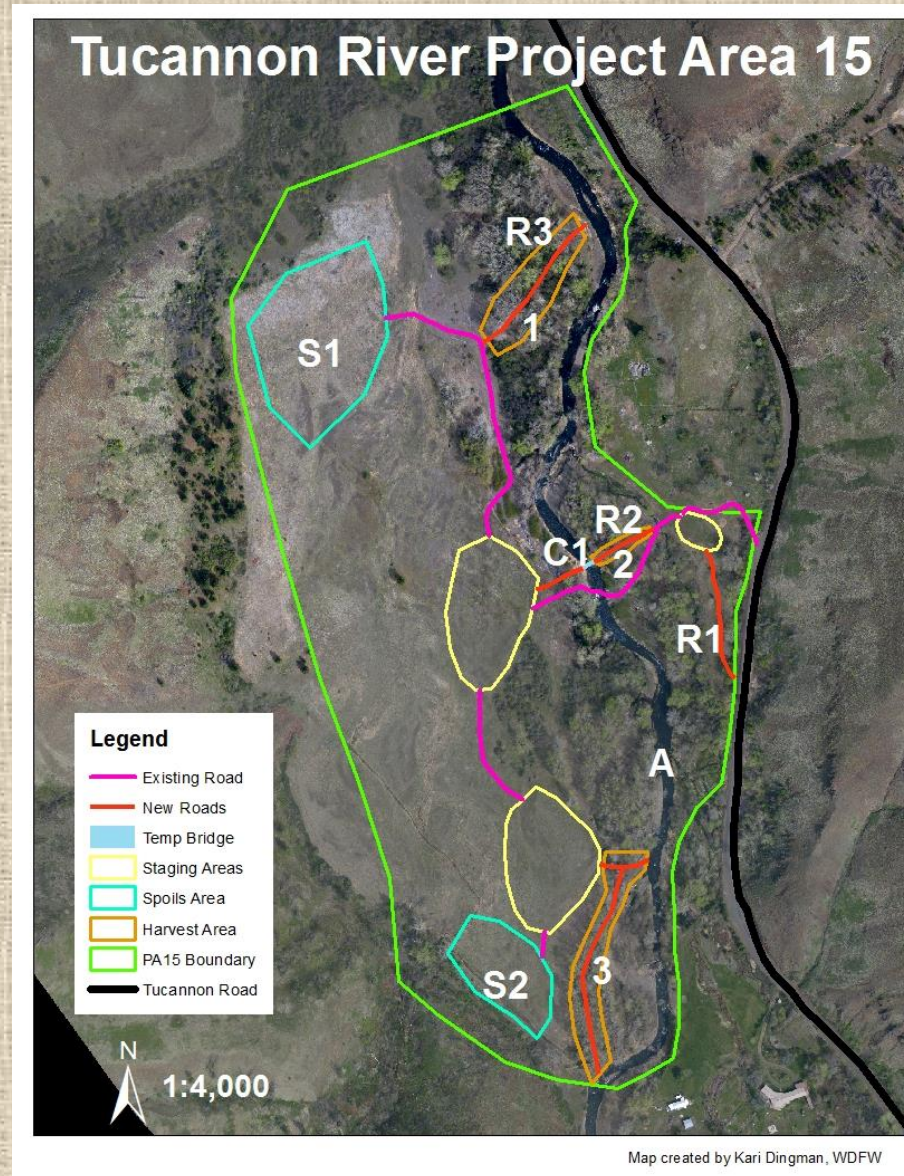 Tucannon River Project Area 15
R3
1
S1
R2
C1
2
R1
A
3
S2
Legend
Existing Road
New Roads
Temp Bridge
Staging Areas
Spoils Area
Harvest Area
PA15 Boundary
Tucannon Road
N
1:4,000
Map created by Kari Dingman, WDFW